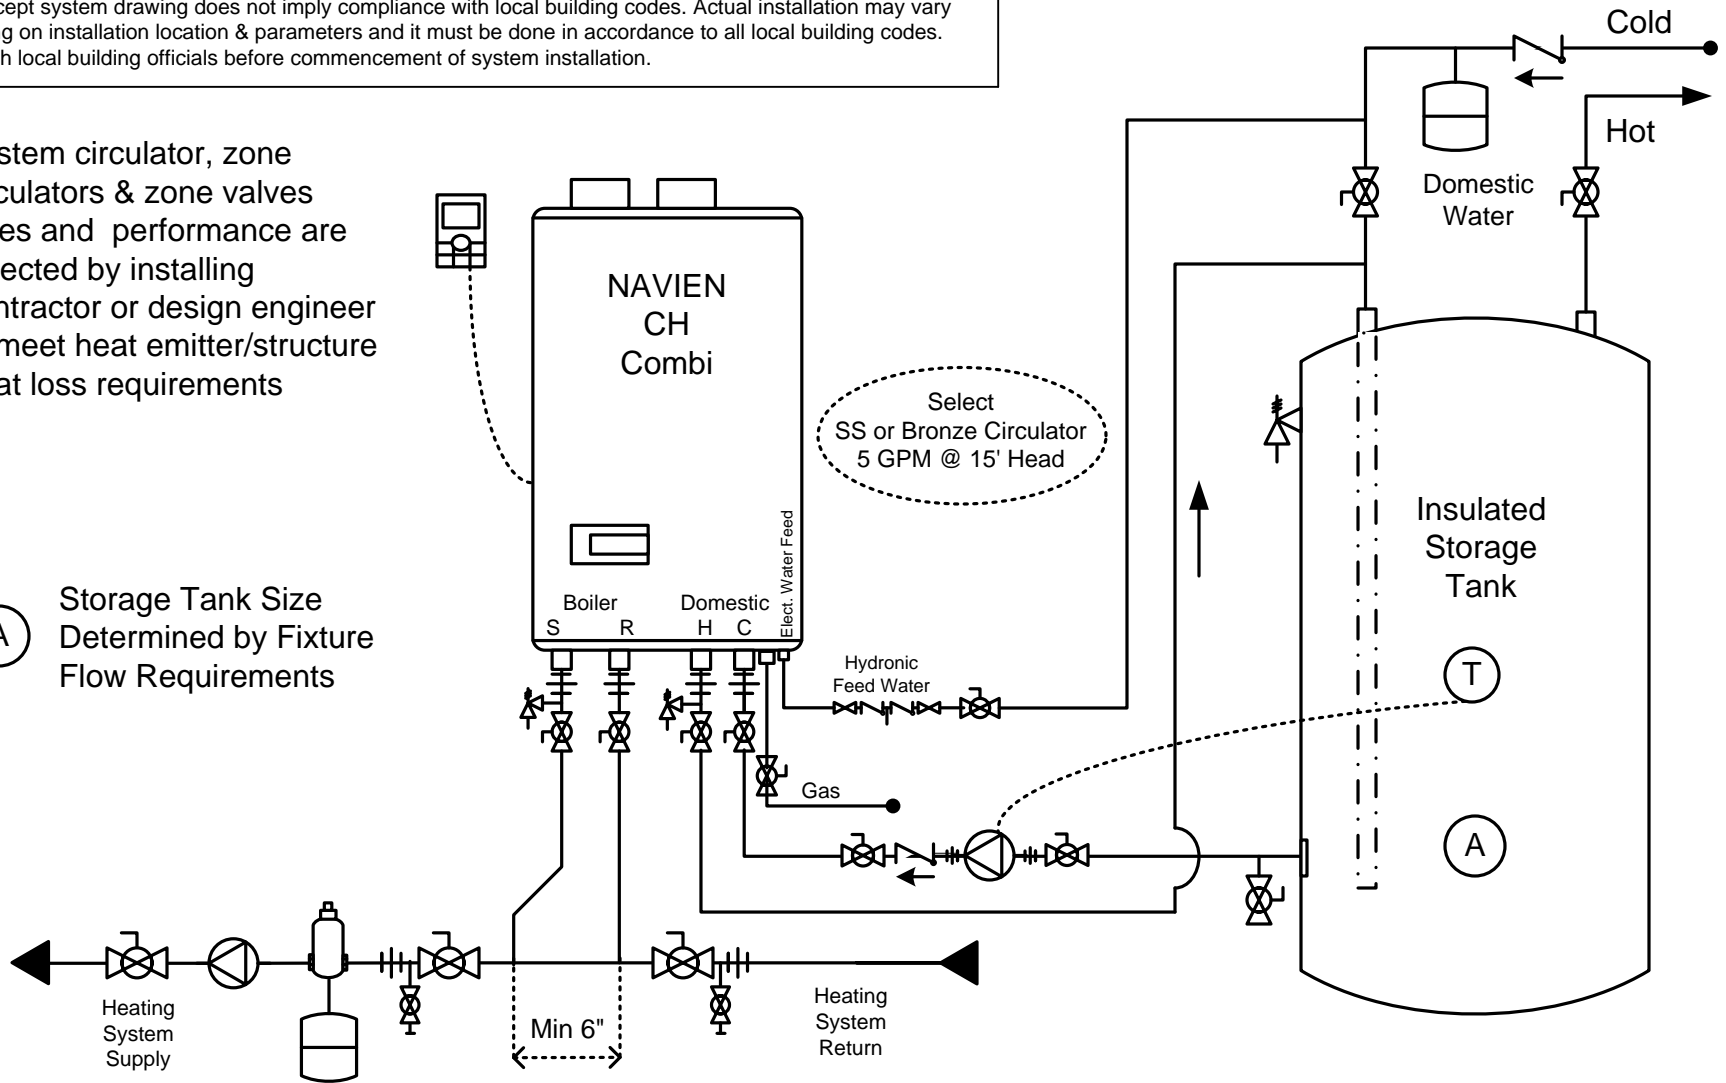 cept system drawing does not imply compliance with local building codes. Actual installation may vary
ng on installation location & parameters and it must be done in accordance to all local building codes.
h local building officials before commencement of system installation.
Cold
Hot
Domestic
Water
stem circulator, zone
culators & zone valves
es and performance are
ected by installing
ntractor or design engineer
meet heat emitter/structure
at loss requirements
NAVIEN
CH
Combi
Select
SS or Bronze Circulator
5 GPM @ 15' Head
Insulated
Storage
Tank
T
A
A
Storage Tank Size
Determined by Fixture
Flow Requirements
Boiler
S R
Domestic
H C
Elect. Water Feed
Hydronic
Feed Water
Gas
Heating
System
Supply
Min 6"
Heating
System
Return